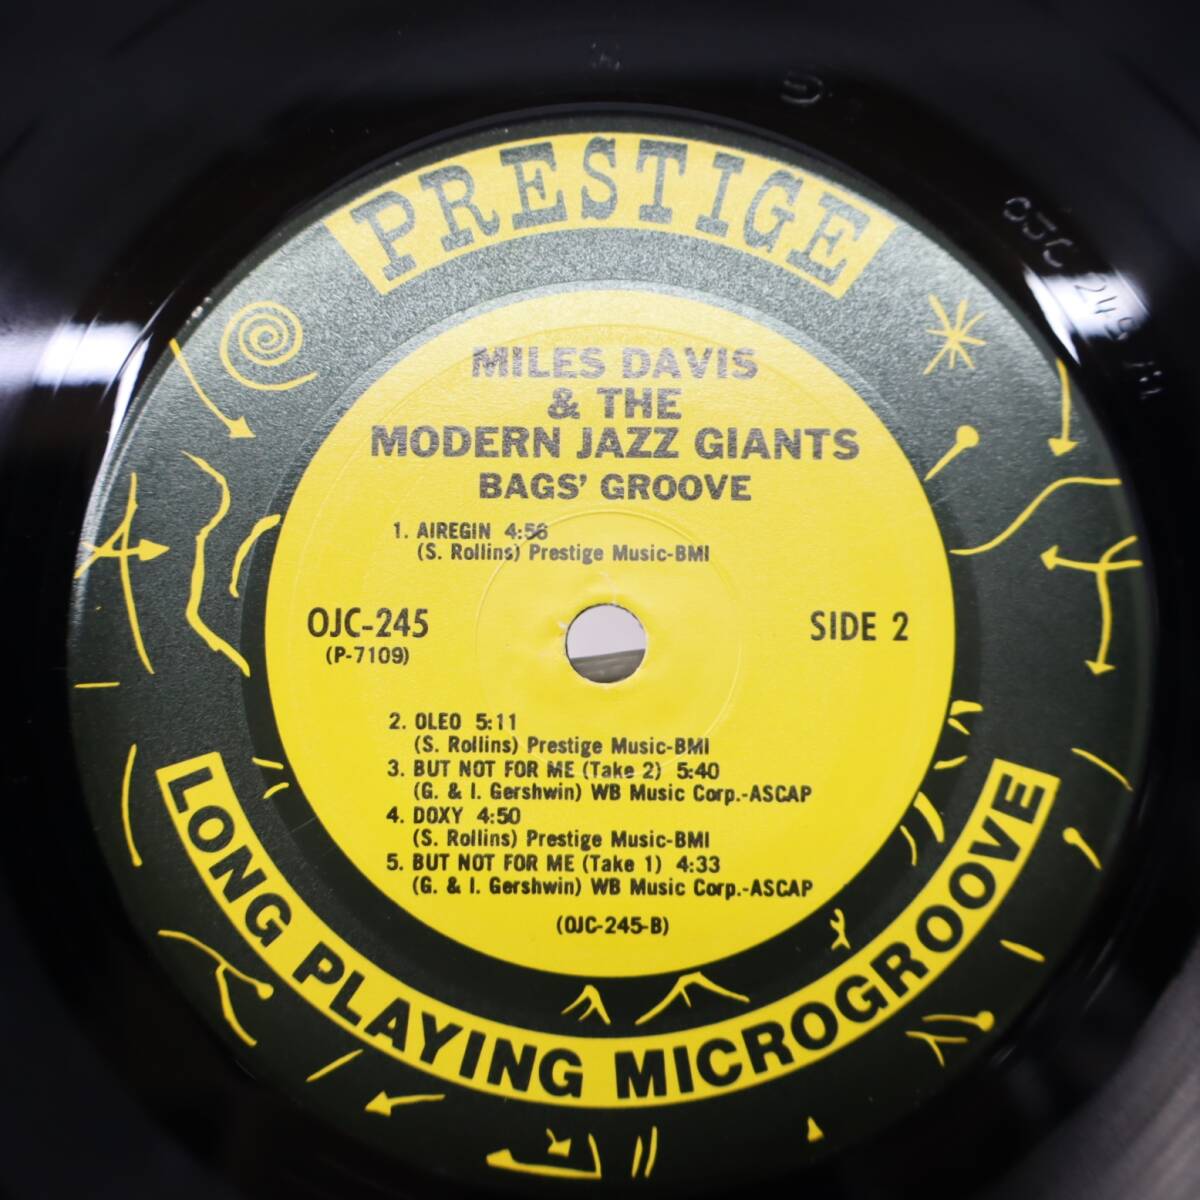 PRESTIGE
MILES DAVIS
& THE
MODERN JAZZ GIANTS
BAGS' GROOVE
1. AIREGIN 4:56
(S. Rollins) Prestige Music-BMI
OJC-245
(P-7109)
SIDE 2
2. OLEO 5:11
(S. Rollins) Prestige Music-BMI
3. BUT NOT FOR ME (Take 2) 5:40
(G. & I. Gershwin) WB Music Corp.-ASCAP
4. DOXY 4:50
(S. Rollins) Prestige Music-BMI
5. BUT NOT FOR ME (Take 1) 4:33
(G. & I. Gershwin) WB Music Corp.-ASCAP
(OJC-245-B)
LONG PLAYING MICROGROOVE
OJC 245